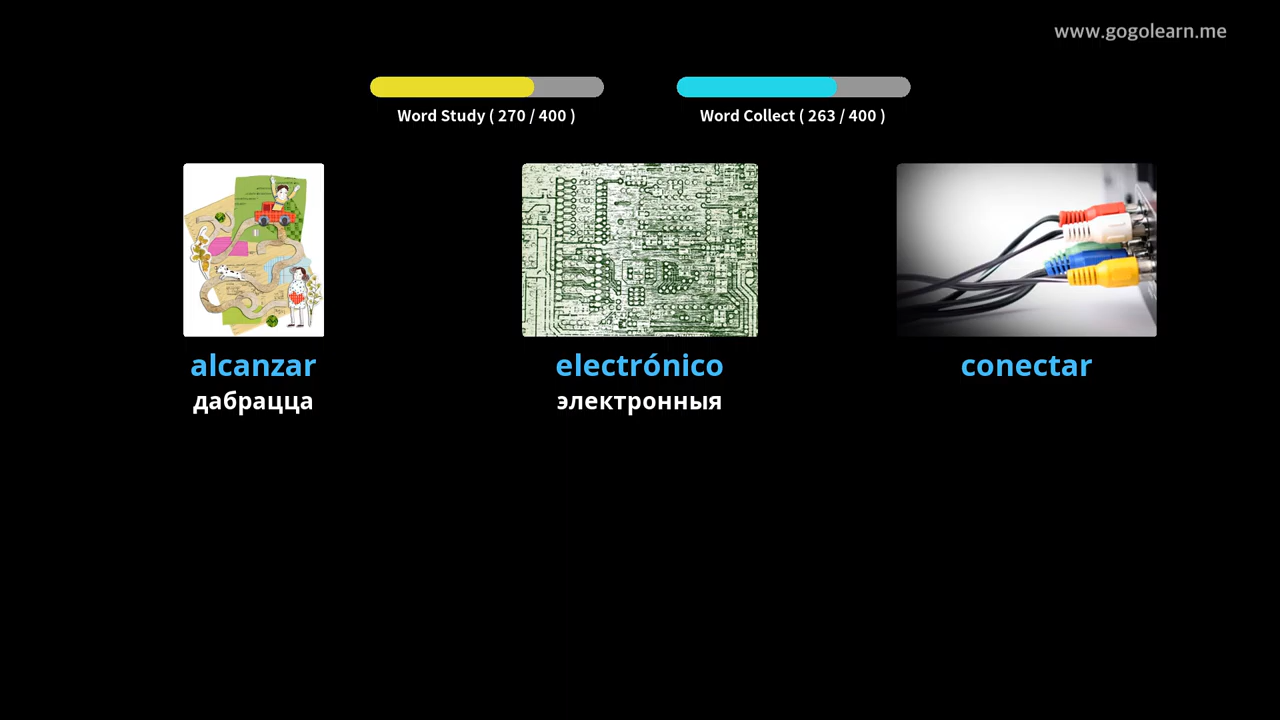 www.gogolearn.me
Word Study ( 270 / 400 )
Word Collect ( 263 / 400 )
alcanzar
electrónico
conectar
дабрацца
электронныя